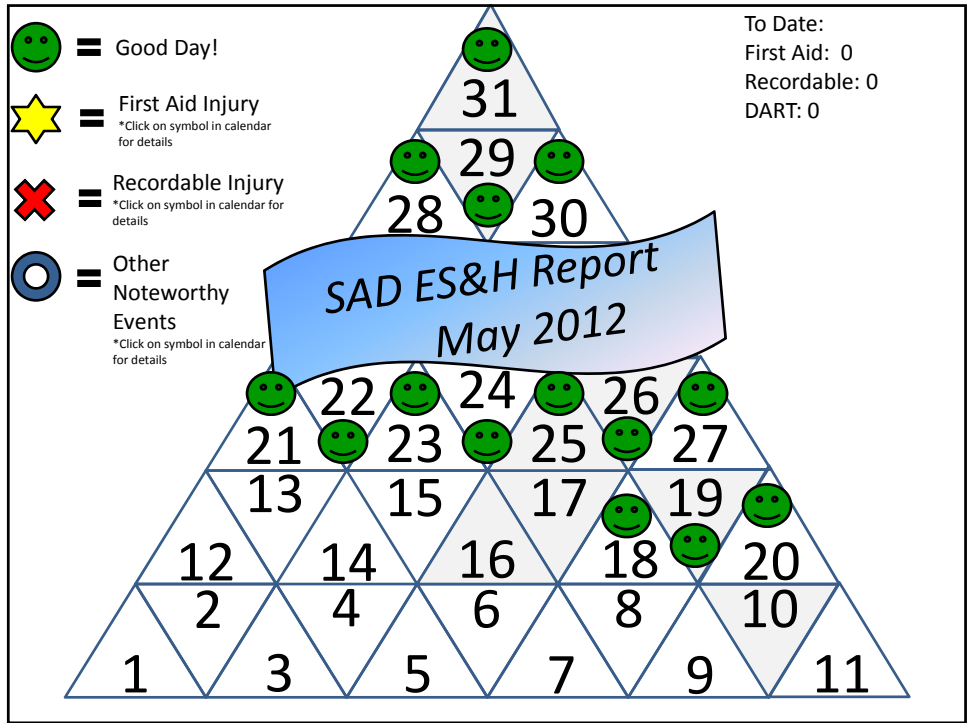 = Good Day!
= First Aid Injury
*Click on symbol in calendar
for details
= Recordable Injury
*Click on symbol in calendar for
details
= Other
Noteworthy
Events
*Click on symbol in calendar
for details
To Date:
First Aid: 0
Recordable: 0
DART: 0
31
29
28 30
SAD ES&H Report
May 2012
22 24 26
21 23 25 27
13 15 17 19
12 14 16 18 20
2 4 6 8 10
1 3 5 7 9 11